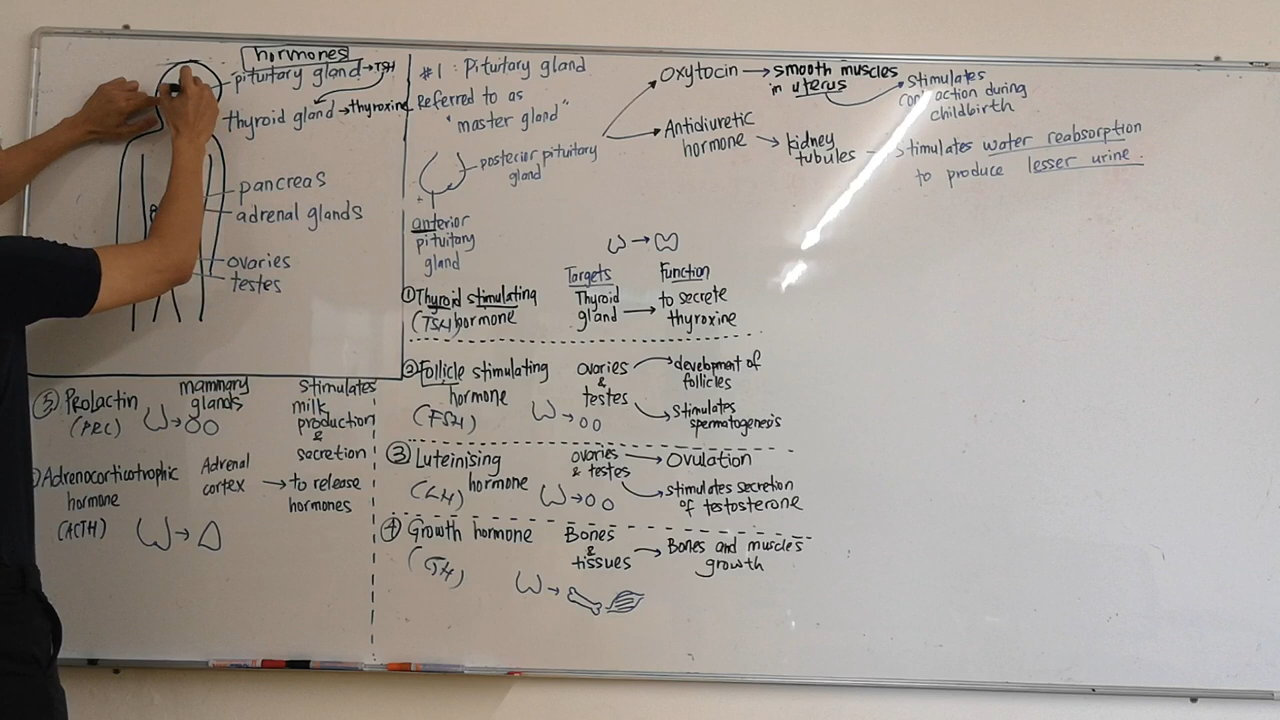 hormones
pituitary gland → TSH
thyroid gland → thyroxine
pancreas
adrenal glands
ovaries
testes
#1 : Pituitary gland
Referred to as
"master gland"
posterior pituitary
gland
anterior
pituitary
gland
Oxytocin → smooth muscles
in uterus
stimulates
childbirth
Antidiuretic
hormone
kidney
tubules
stimulates water reabsorption
to produce lesser urine.
Targets
Function
① Thyroid stimulating
(TSH) hormone
Thyroid
gland
to secrete
thyroxine
② Follicle stimulating
hormone
(FSH)
ovaries
&
testes
development of
follicles
stimulates
spermatogenesis
③ Luteinising
hormone
(LH)
ovaries
& testes
Ovulation
stimulates secretion
of testosterone
④ Growth hormone
(GH)
Bones
&
tissues
Bones and muscles
growth
⑤ Prolactin
(PRL)
mammary
glands
stimulates
milk
production
&
secretion
Adrenocorticotrophic
hormone
(ACTH)
Adrenal
cortex
to release
hormones